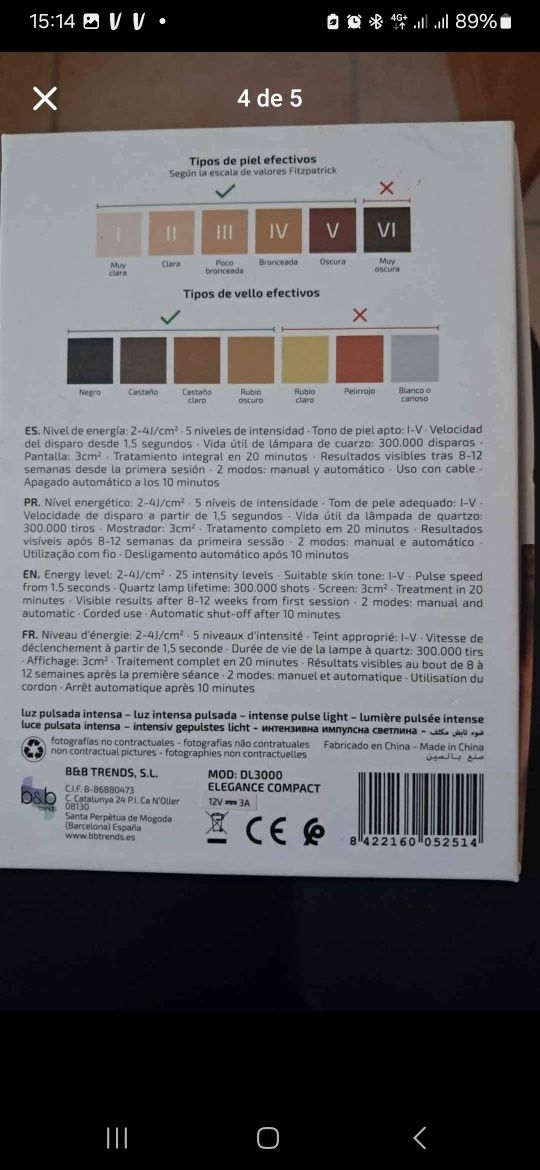 15:14
4G+
89%
4 de 5
Tipos de piel efectivos
Según la escala de valores Fitzpatrick
I II III IV V VI
Muy clara
Clara
Poco bronceada
Bronceada
Oscura
Muy oscura
Tipos de vello efectivos
Negro
Castaño
Castaño claro
Rubio oscuro
Rubio claro
Pelirrojo
Blanco o canoso
ES. Nivel de energía: 2-4J/cm² · 5 niveles de intensidad · Tono de piel apto: I-V · Velocidad
del disparo desde 1,5 segundos · Vida útil de lámpara de cuarzo: 300.000 disparos ·
Pantalla: 3cm² · Tratamiento integral en 20 minutos · Resultados visibles tras 8-12
semanas desde la primera sesión · 2 modos: manual y automático · Uso con cable ·
Apagado automático a los 10 minutos
PR. Nível energético: 2-4J/cm² · 5 níveis de intensidade · Tom de pele adequado: I-V ·
Velocidade de disparo a partir de 1,5 segundos · Vida útil da lâmpada de quartzo:
300.000 tiros · Mostrador: 3cm² · Tratamento completo em 20 minutos · Resultados
visíveis após 8-12 semanas da primeira sessão · 2 modos: manual e automático ·
Utilização com fio · Desligamento automático após 10 minutos
EN. Energy level: 2-4J/cm² · 25 intensity levels · Suitable skin tone: I-V · Pulse speed
from 1.5 seconds · Quartz lamp lifetime: 300.000 shots · Screen: 3cm² · Treatment in 20
minutes · Visible results after 8-12 weeks from first session · 2 modes: manual and
automatic · Corded use · Automatic shut-off after 10 minutes
FR. Niveau d'énergie: 2-4J/cm² · 5 niveaux d'intensité · Teint approprié: I-V · Vitesse de
déclenchement à partir de 1,5 seconde · Durée de vie de la lampe à quartz: 300.000 tirs
· Affichage: 3cm² · Traitement complet en 20 minutes · Résultats visibles au bout de 8 à
12 semaines après la première séance · 2 modes: manuel et automatique · Utilisation du
cordon · Arrêt automatique après 10 minutes
luz pulsada intensa – luz intensa pulsada – intense pulse light – lumière pulsée intense
luce pulsata intensa – intensiv gepulstes licht – интензивна импулсна светлина – ضوء نابض مكثف
fotografías no contractuales - fotografias não contratuales
non contractual pictures - fotographies non contractuelles
Fabricado en China - Made in China
صنع بالصين
b&b
trends
B&B TRENDS, S.L.
C.I.F. B-86880473
C. Catalunya 24 P.I. Ca N'Oller
08130
Santa Perpètua de Mogoda
(Barcelona) España
www.bbtrends.es
MOD: DL3000
ELEGANCE COMPACT
12V 3A
CE
8 422160 052514